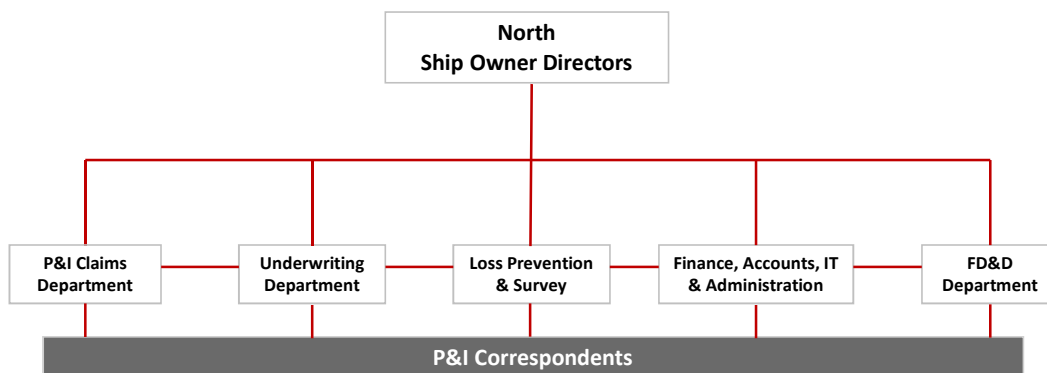 North
Ship Owner Directors
P&I Claims
Department
Underwriting
Department
Loss Prevention
& Survey
Finance, Accounts, IT
& Administration
FD&D
Department
P&I Correspondents